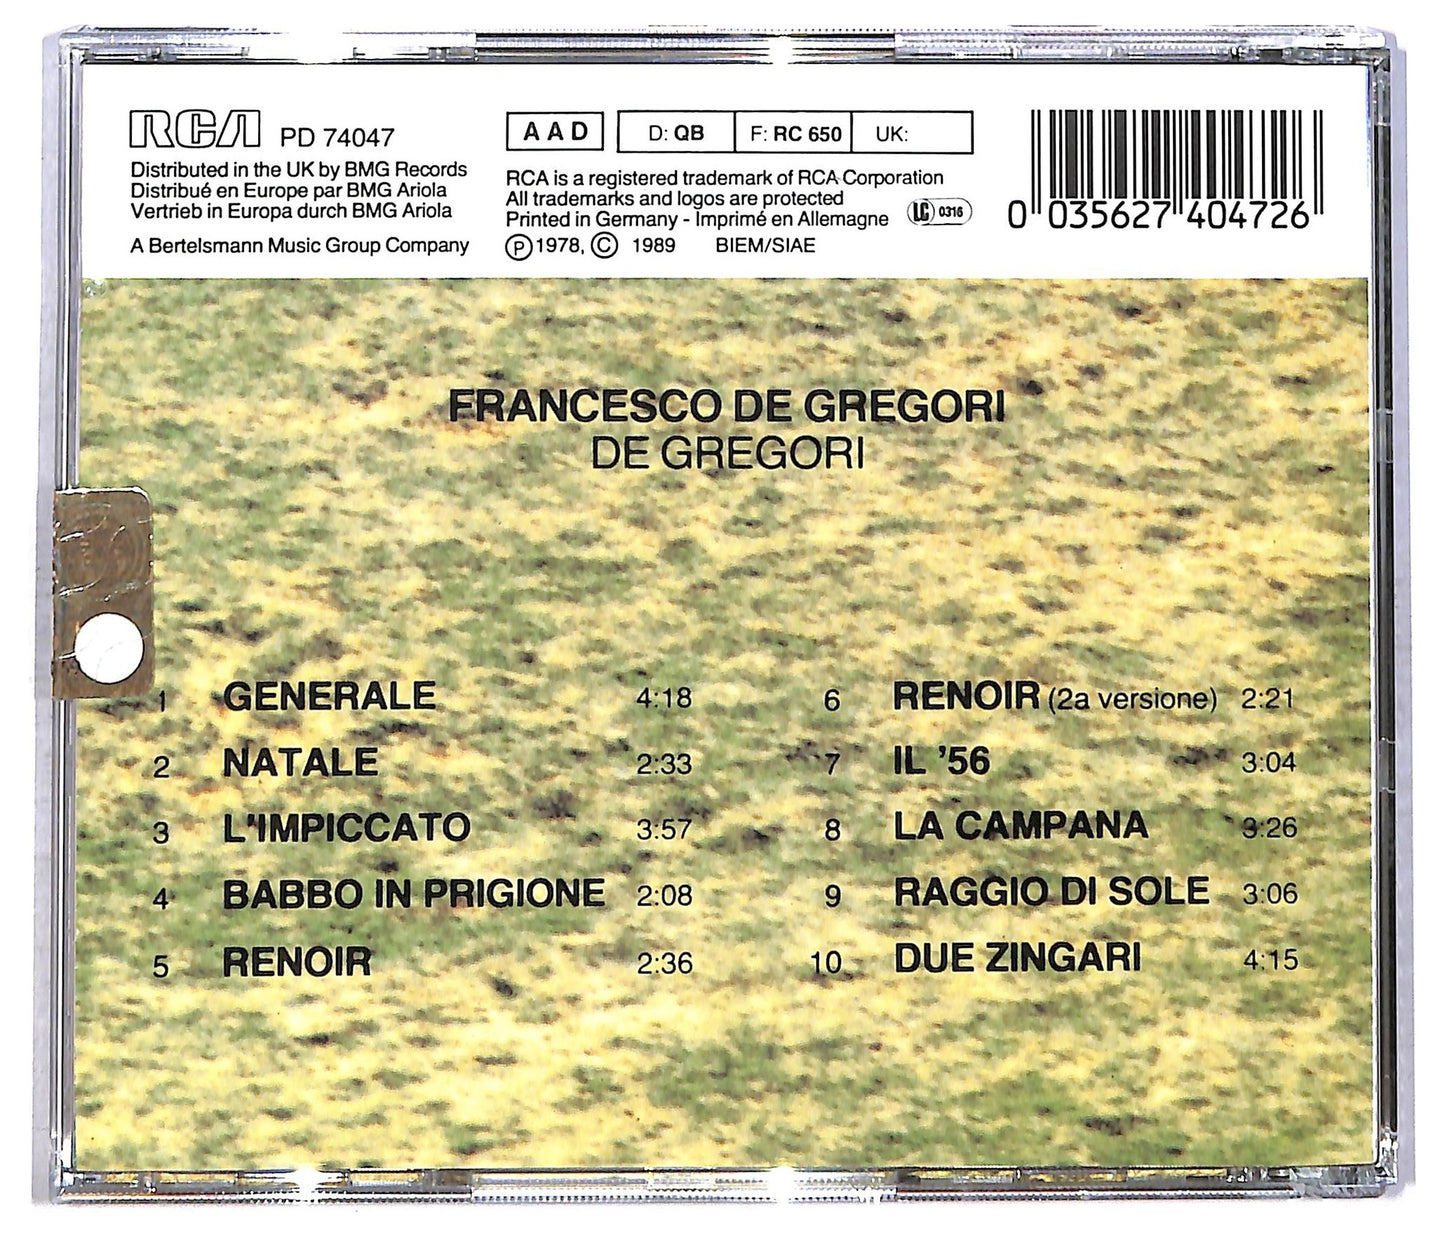 RCA PD 74047
Distributed in the UK by BMG Records
Distribué en Europe par BMG Ariola
Vertrieb in Europa durch BMG Ariola
A Bertelsmann Music Group Company
AAD D: QB F: RC 650 UK:
RCA is a registered trademark of RCA Corporation
All trademarks and logos are protected
Printed in Germany - Imprimé en Allemagne LC 0316
Ⓟ 1978, © 1989 BIEM/SIAE
0 035627 404726
FRANCESCO DE GREGORI
DE GREGORI
1 GENERALE 4:18
2 NATALE 2:33
3 L'IMPICCATO 3:57
4 BABBO IN PRIGIONE 2:08
5 RENOIR 2:36
6 RENOIR (2a versione) 2:21
7 IL '56 3:04
8 LA CAMPANA 3:26
9 RAGGIO DI SOLE 3:06
10 DUE ZINGARI 4:15